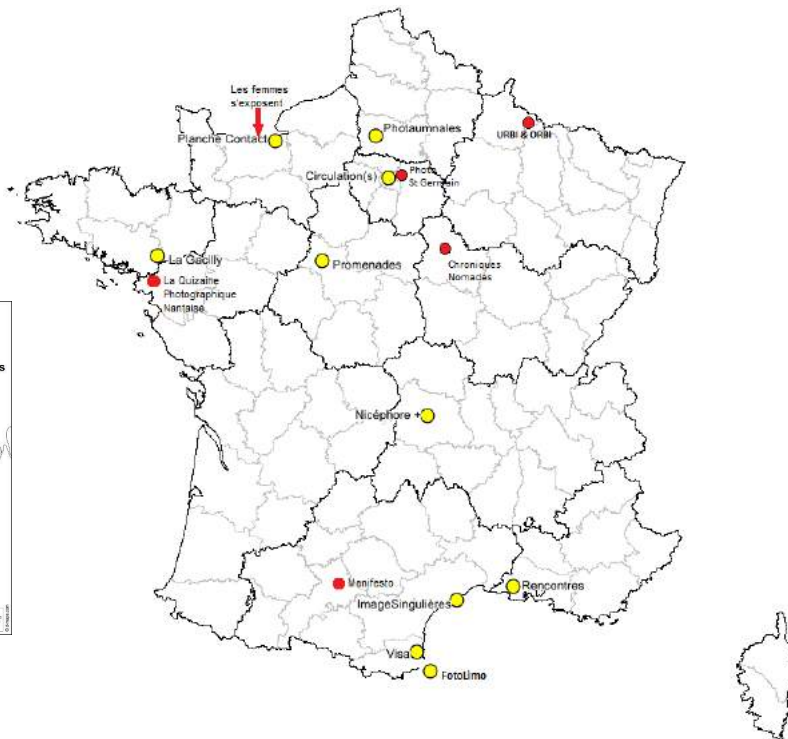 Les femmes
s'exposent
Planche Contact
Photaumnales
URBI & ORBI
Circulation(s)
Photo
St Germain
La Gacilly
La Quizaine
Photographique
Nantaise
Promenades
Chroniques
Nomades
Nicéphore +
Manifesto
ImageSingulières
Rencontres
Visa
FotoLimo